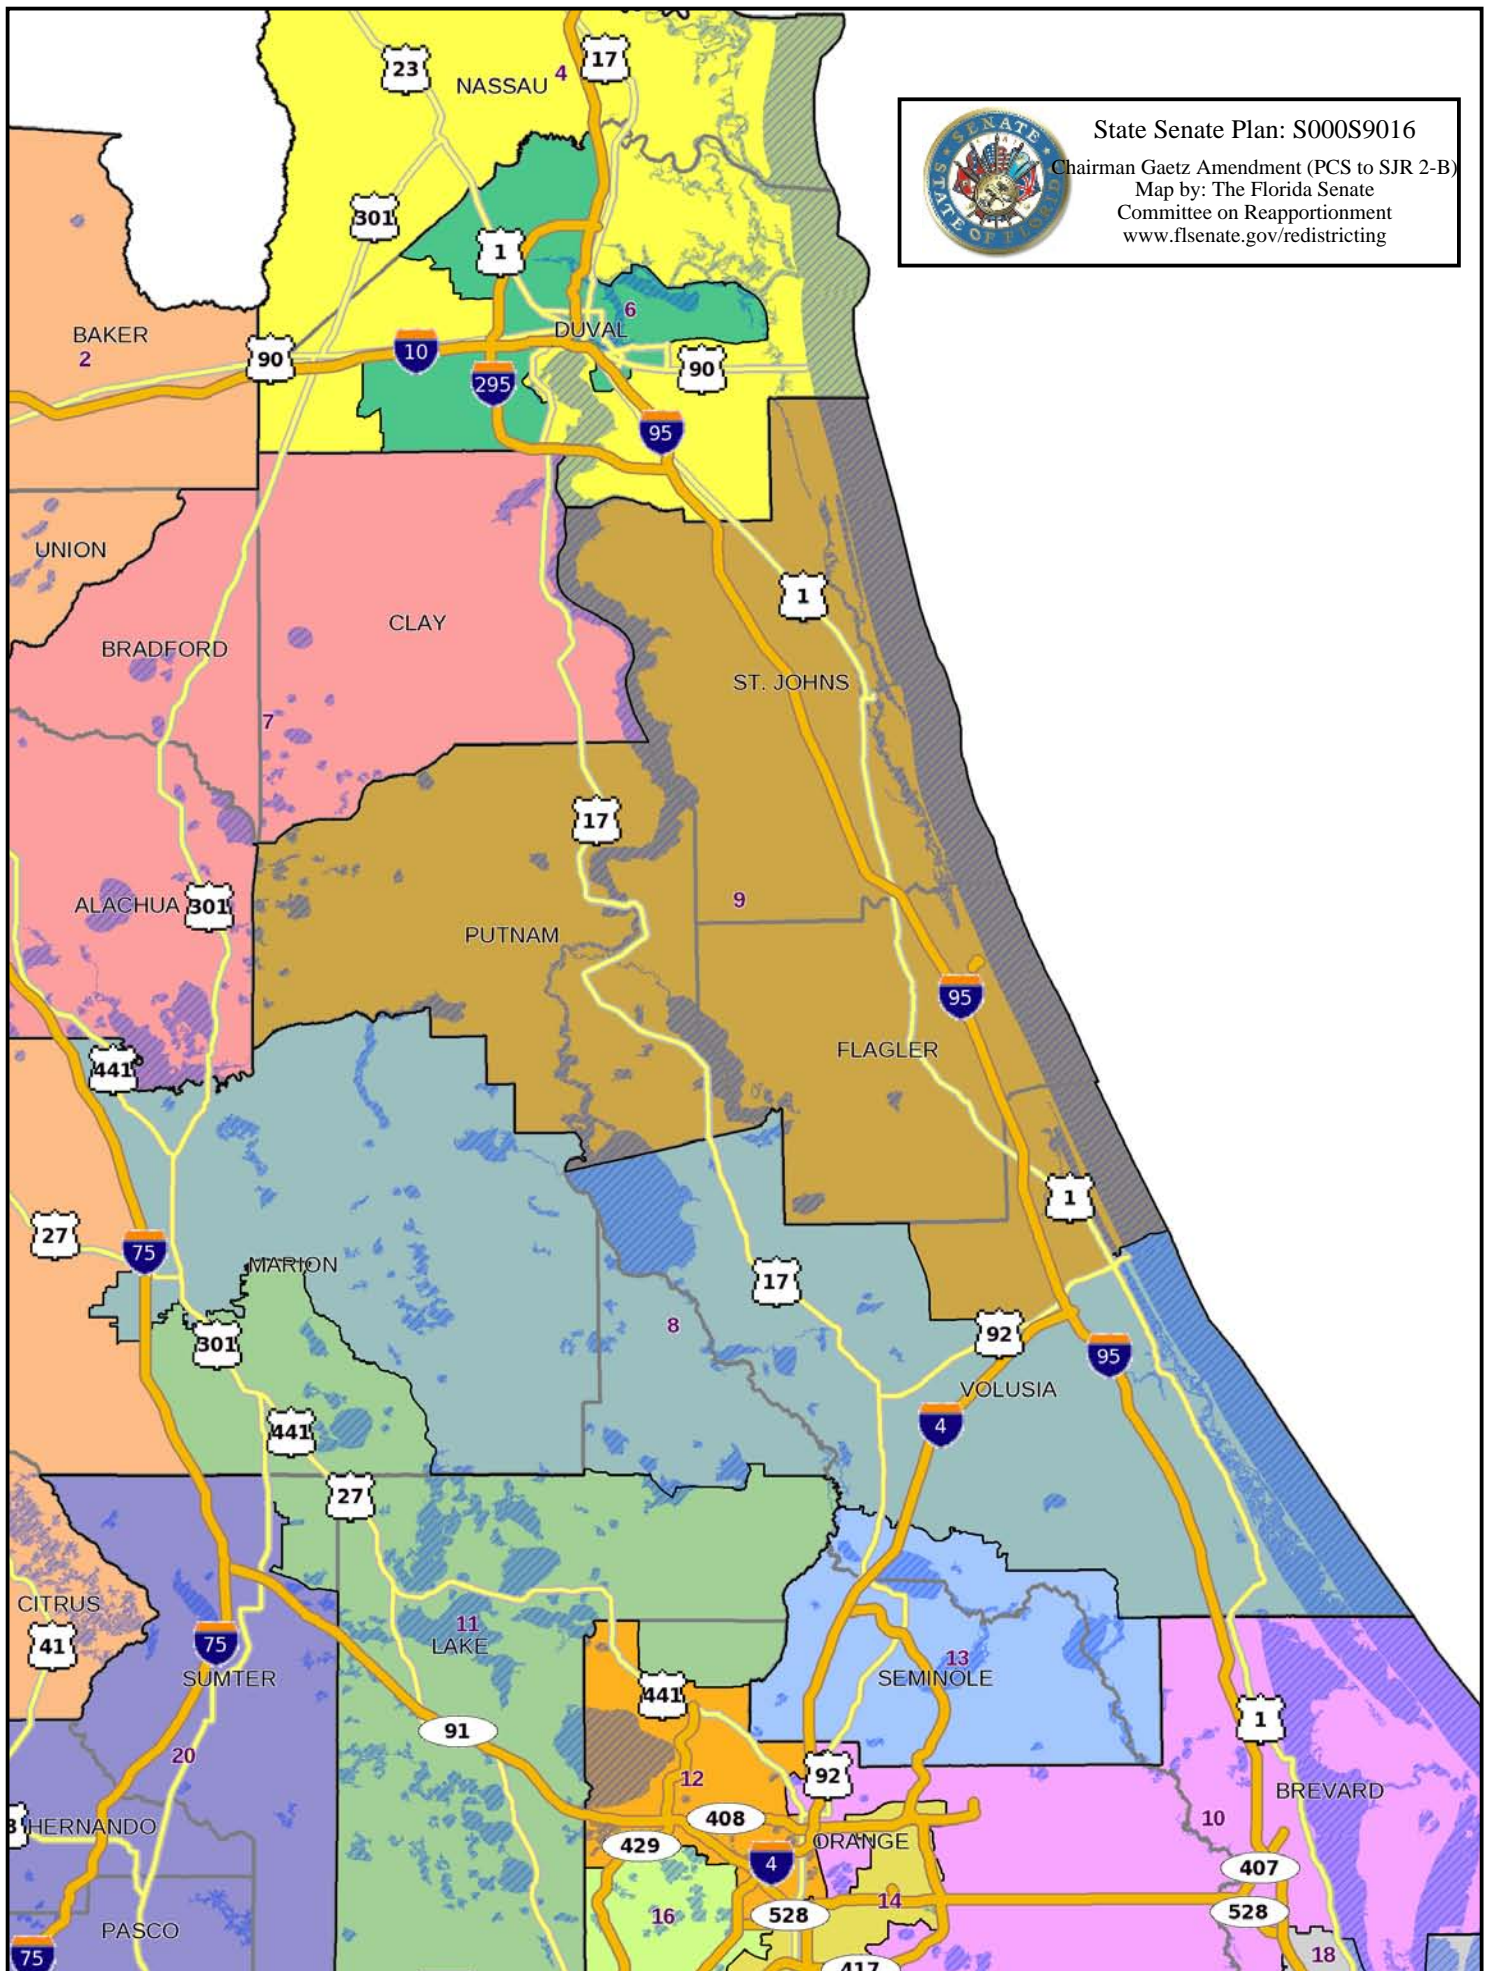 23
17
NASSAU
4
SENATE
STATE OF FLORIDA
State Senate Plan: S000S9016
Chairman Gaetz Amendment (PCS to SJR 2-B)
Map by: The Florida Senate
Committee on Reapportionment
www.flsenate.gov/redistricting
301
1
6
DUVAL
BAKER
2
90
10
295
90
95
UNION
BRADFORD
CLAY
1
ST. JOHNS
7
17
ALACHUA
301
9
PUTNAM
95
FLAGLER
441
1
27
75
MARION
17
8
301
92
95
VOLUSIA
441
4
27
CITRUS
41
75
SUMTER
11
LAKE
13
SEMINOLE
441
91
1
20
12
92
BREVARD
10
HERNANDO
408
429
ORANGE
4
407
16
528
14
528
PASCO
75
18
417